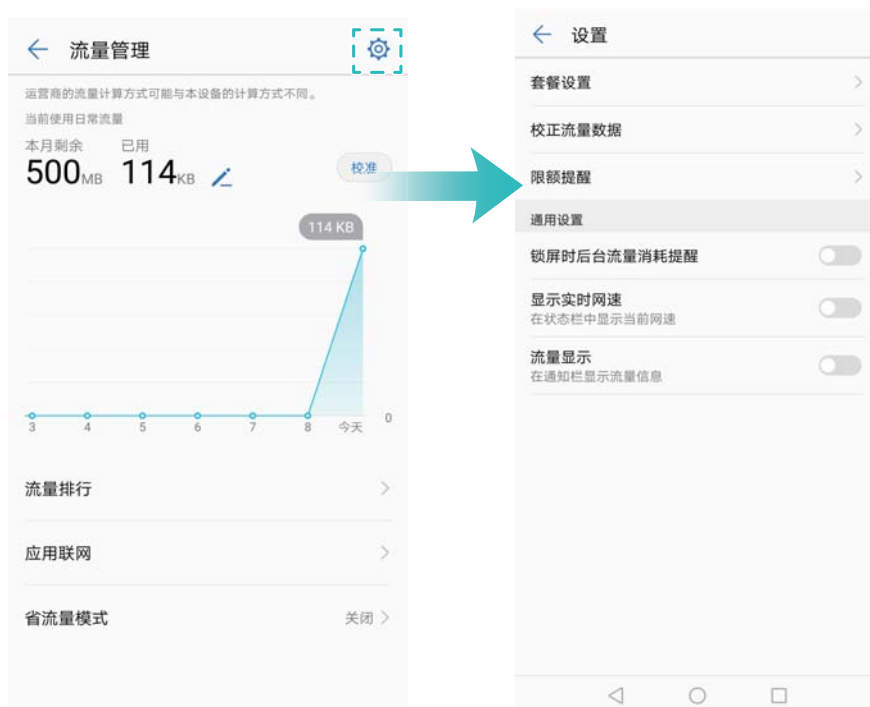 流量管理
运营商的流量计算方式可能与本设备的计算方式不同。
当前使用日常流量
本月剩余 已用
500MB 114KB 校准
114 KB
0
3 4 5 6 7 8 今天
流量排行
应用联网
省流量模式 关闭
设置
套餐设置
校正流量数据
限额提醒
通用设置
锁屏时后台流量消耗提醒
显示实时网速
在状态栏中显示当前网速
流量显示
在通知栏显示流量信息